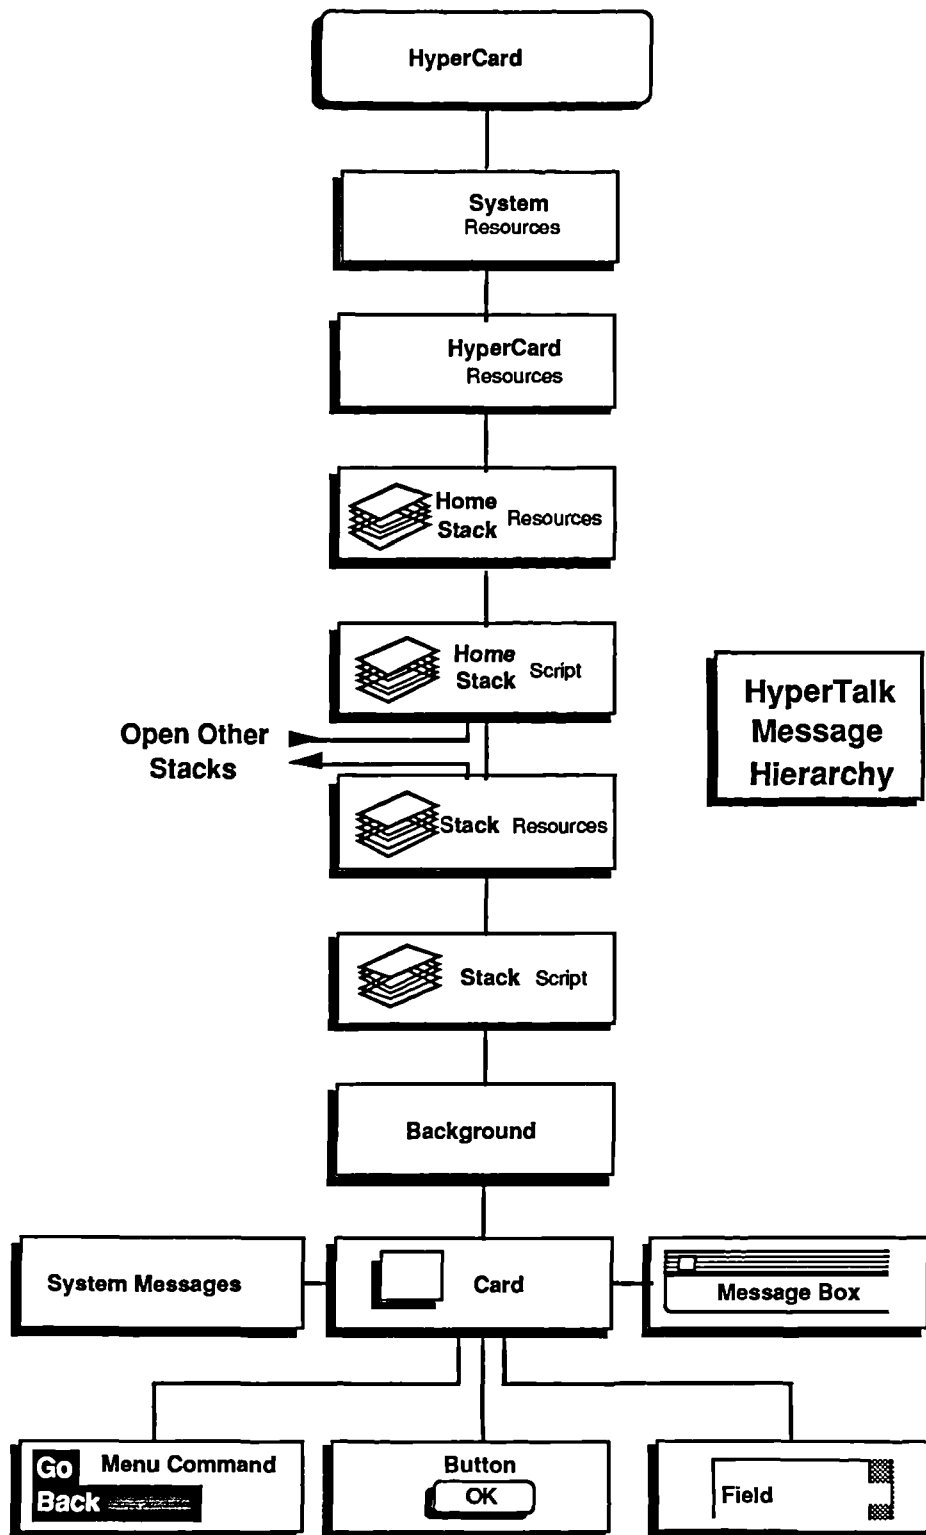 HyperCard
System
Resources
HyperCard
Resources
Home
Stack Resources
Home
Stack Script
Open Other
Stacks
HyperTalk
Message
Hierarchy
Stack Resources
Stack Script
Background
System Messages
Card
Message Box
Go
Menu Command
Back
Button
OK
Field